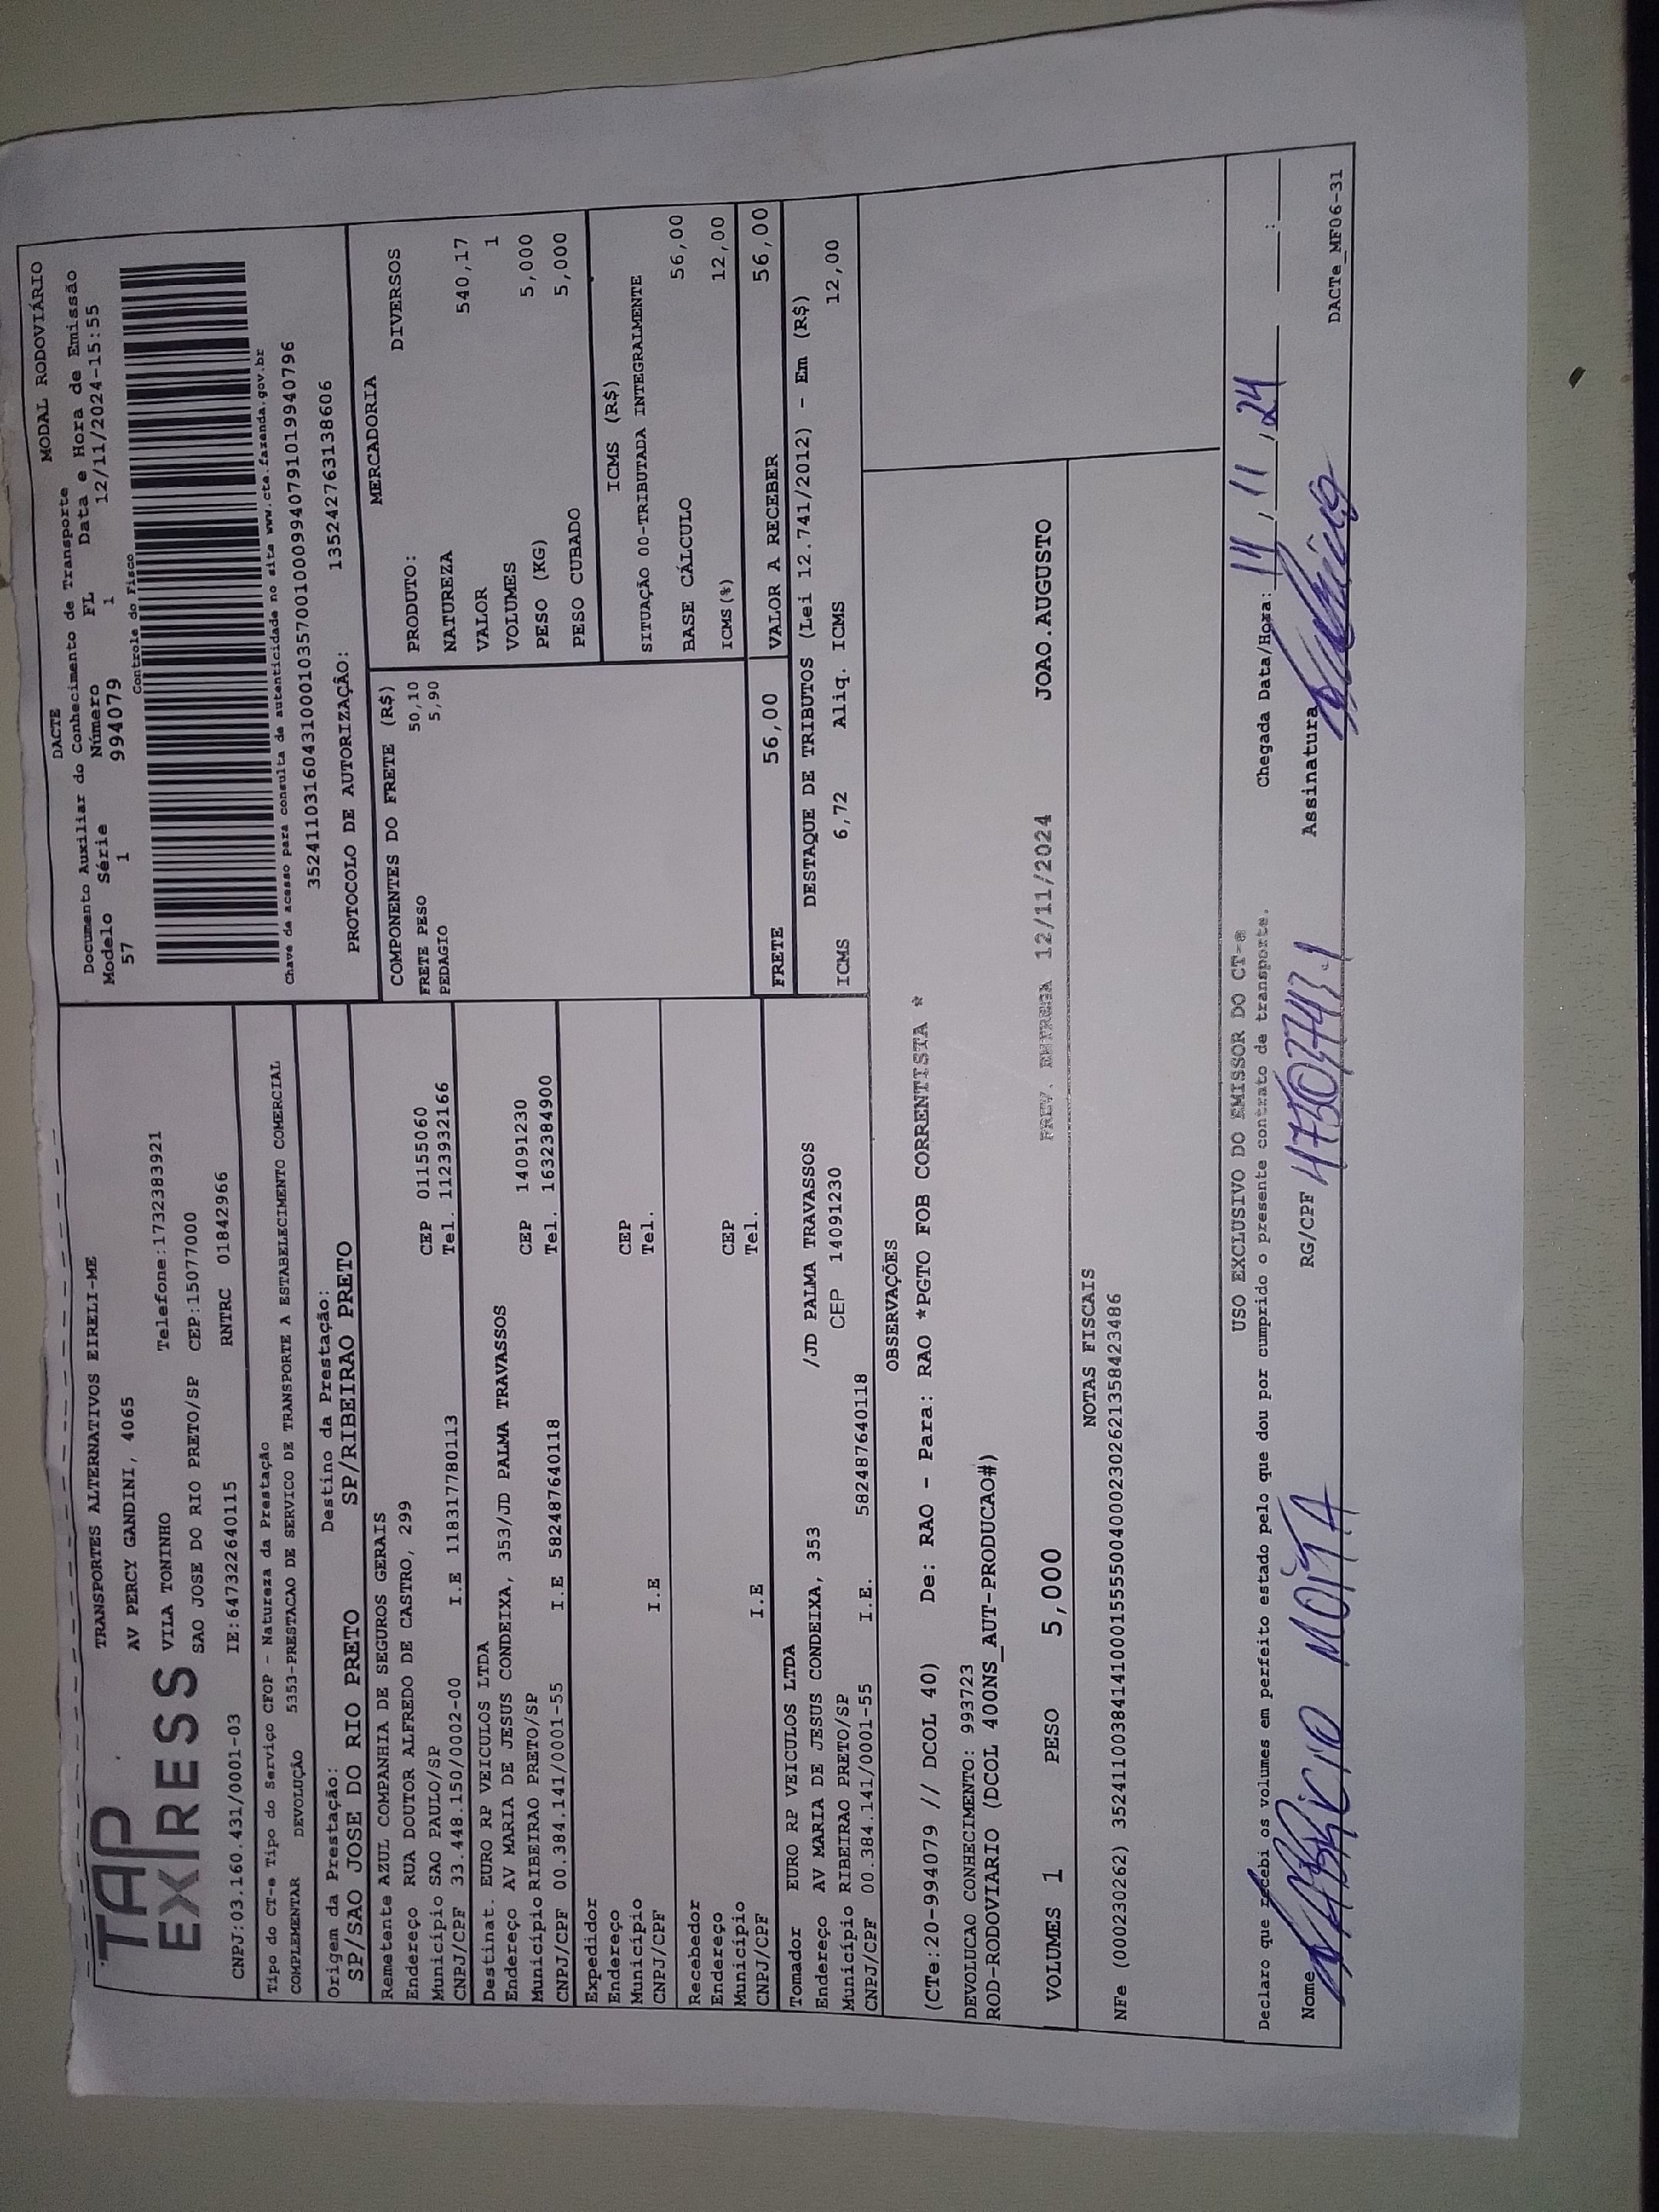 TAP
EXPRESS
TRANSPORTES ALTERNATIVOS EIRELI-ME
AV PERCY GANDINI, 4065
VILA TONINHO Telefone:1732383921
SAO JOSE DO RIO PRETO/SP CEP:15077000
CNPJ:03.160.431/0001-03 IE:647322640115 RNTRC 01842966
DACTE MODAL RODOVIÁRIO
Documento Auxiliar do Conhecimento de Transporte
Modelo Série Número FL Data e Hora de Emissão
57 1 994079 1 12/11/2024-15:55
Controle do Fisco
Chave de acesso para consulta de autenticidade no site www.cte.fazenda.gov.br
35241103160431000103570010009940791019940796
PROTOCOLO DE AUTORIZAÇÃO: 135242763138606
Tipo do CT-e Tipo do Serviço CFOP - Natureza da Prestação
COMPLEMENTAR DEVOLUÇÃO 5353-PRESTACAO DE SERVICO DE TRANSPORTE A ESTABELECIMENTO COMERCIAL
Origem da Prestação: Destino da Prestação:
SP/SAO JOSE DO RIO PRETO SP/RIBEIRAO PRETO
Remetente AZUL COMPANHIA DE SEGUROS GERAIS
Endereço RUA DOUTOR ALFREDO DE CASTRO, 299
Município SAO PAULO/SP CEP 01155060
CNPJ/CPF 33.448.150/0002-00 I.E 118317780113 Tel. 1123932166
Destinat. EURO RP VEICULOS LTDA
Endereço AV MARIA DE JESUS CONDEIXA, 353/JD PALMA TRAVASSOS
Município RIBEIRAO PRETO/SP CEP 14091230
CNPJ/CPF 00.384.141/0001-55 I.E 582487640118 Tel. 1632384900
Expedidor
Endereço
Município CEP
CNPJ/CPF I.E Tel.
Recebedor
Endereço
Município CEP
CNPJ/CPF I.E Tel.
Tomador EURO RP VEICULOS LTDA
Endereço AV MARIA DE JESUS CONDEIXA, 353 /JD PALMA TRAVASSOS
Município RIBEIRAO PRETO/SP CEP 14091230
CNPJ/CPF 00.384.141/0001-55 I.E. 582487640118
COMPONENTES DO FRETE (R$)
FRETE PESO 50,10
PEDAGIO 5,90
MERCADORIA
PRODUTO: DIVERSOS
NATUREZA
VALOR 540,17
VOLUMES 1
PESO (KG) 5,000
PESO CUBADO 5,000
ICMS (R$)
SITUAÇÃO 00-TRIBUTADA INTEGRALMENTE
BASE CÁLCULO 56,00
ICMS(%) 12,00
FRETE 56,00 VALOR A RECEBER 56,00
DESTAQUE DE TRIBUTOS (Lei 12.741/2012) - Em (R$)
ICMS 6,72 Aliq. ICMS 12,00
OBSERVAÇÕES
(CTe:20-994079 // DCOL 40) De: RAO - Para: RAO *PGTO FOB CORRENTISTA *
DEVOLUCAO CONHECIMENTO: 993723
ROD-RODOVIARIO (DCOL 400NS_AUT-PRODUCAO#)
VOLUMES 1 PESO 5,000 PREV. ENTREGA 12/11/2024 JOAO.AUGUSTO
NOTAS FISCAIS
NFe (000230262) 35241100384141000155550040002302621358423486
USO EXCLUSIVO DO EMISSOR DO CT-e
Declaro que recebi os volumes em perfeito estado pelo que dou por cumprido o presente contrato de transporte. Chegada Data/Hora: 14/11/24 :
Nome MOITA RG/CPF Assinatura
DACTe_MF06-31